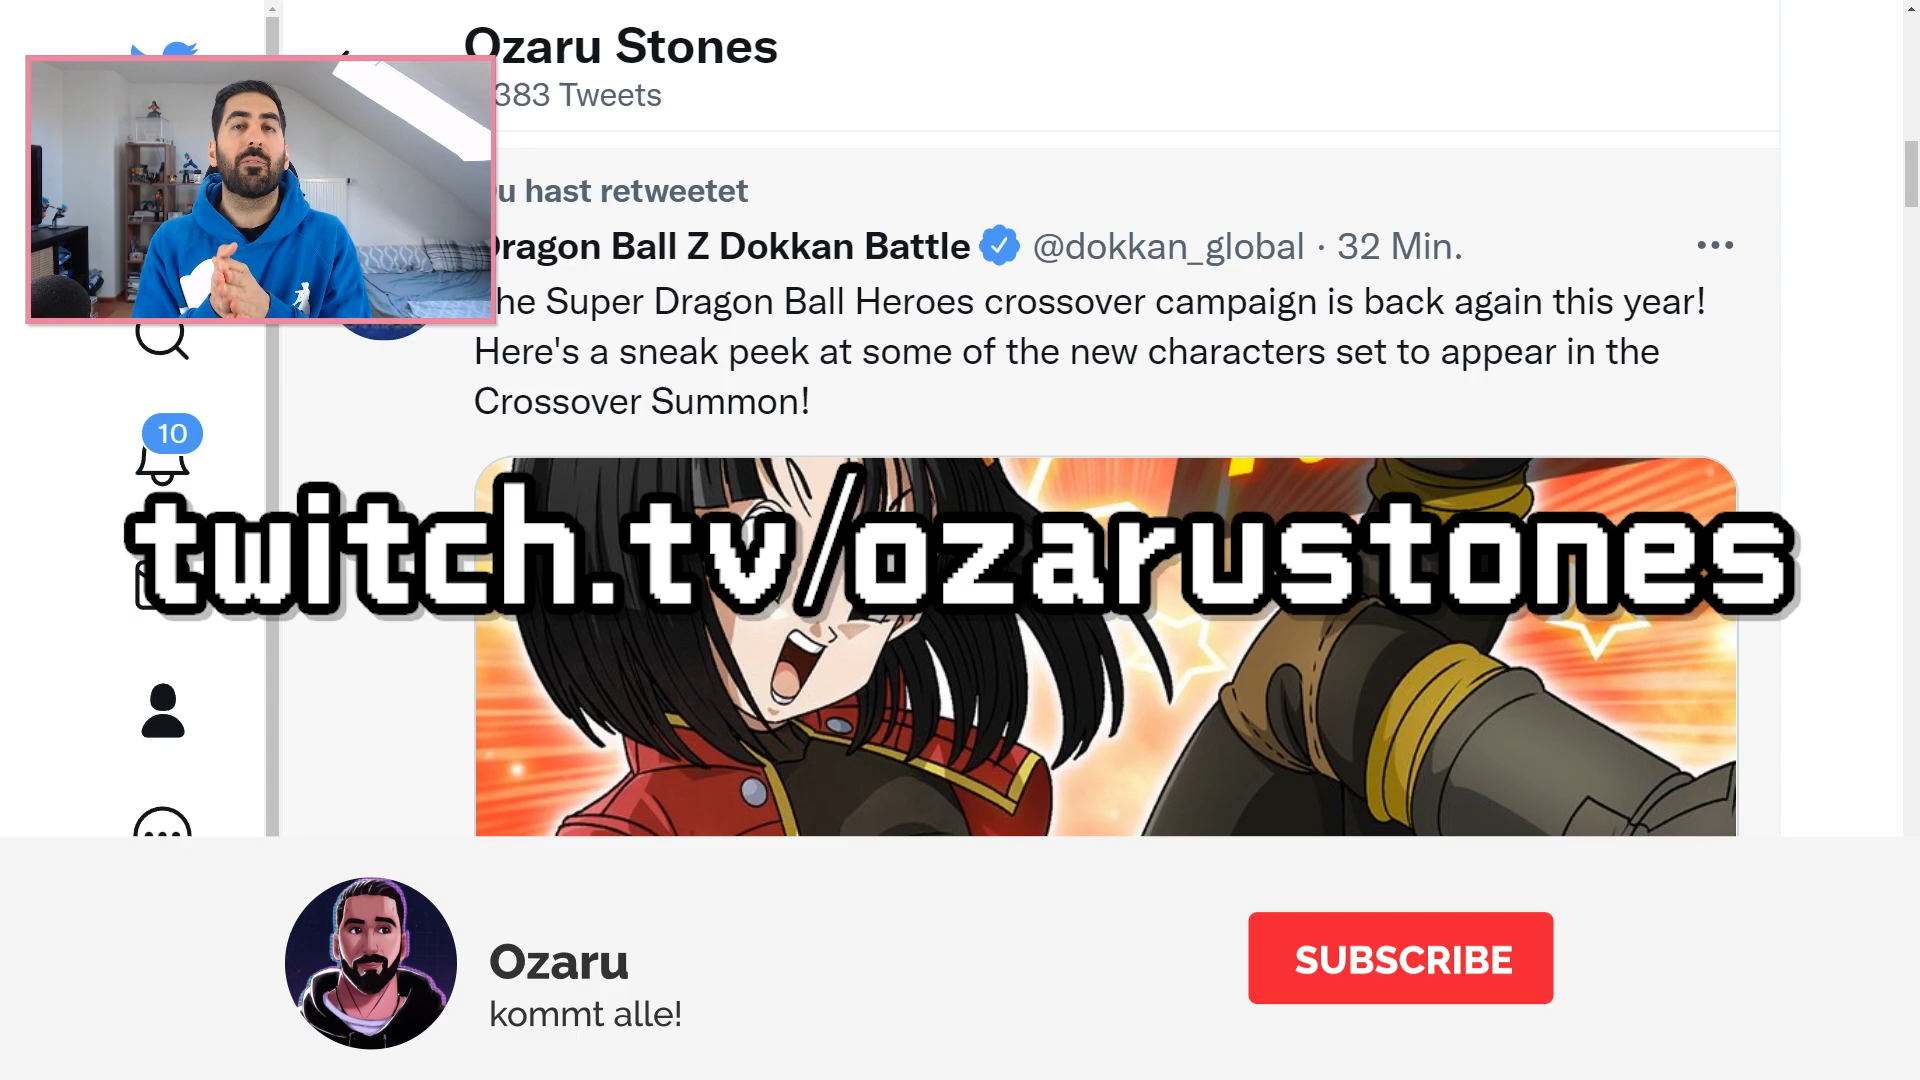 Ozaru Stones
383 Tweets
u hast retweetet
Dragon Ball Z Dokkan Battle @dokkan_global · 32 Min.
he Super Dragon Ball Heroes crossover campaign is back again this year!
Here's a sneak peek at some of the new characters set to appear in the
Crossover Summon!
10
twitch.tv/ozarustones
Ozaru
kommt alle!
SUBSCRIBE